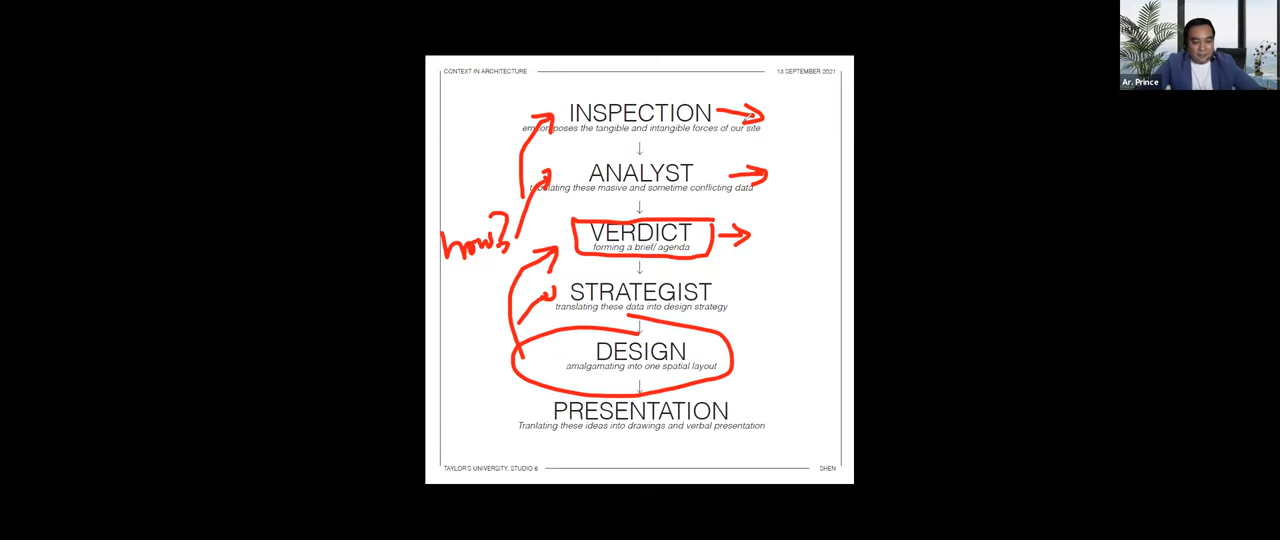 CONTEXT IN ARCHITECTURE
13 SEPTEMBER 2021
Ar. Prince
INSPECTION
poses the tangible and intangible forces of our site
ANALYST
these masive and sometime conflicting data
how?
VERDICT
forming a brief/ agenda
STRATEGIST
translating these data into design strategy
DESIGN
amalgamating into one spatial layout
PRESENTATION
Tranlating these ideas into drawings and verbal presentation
TAYLOR'S UNIVERSITY, STUDIO 6
SHEN